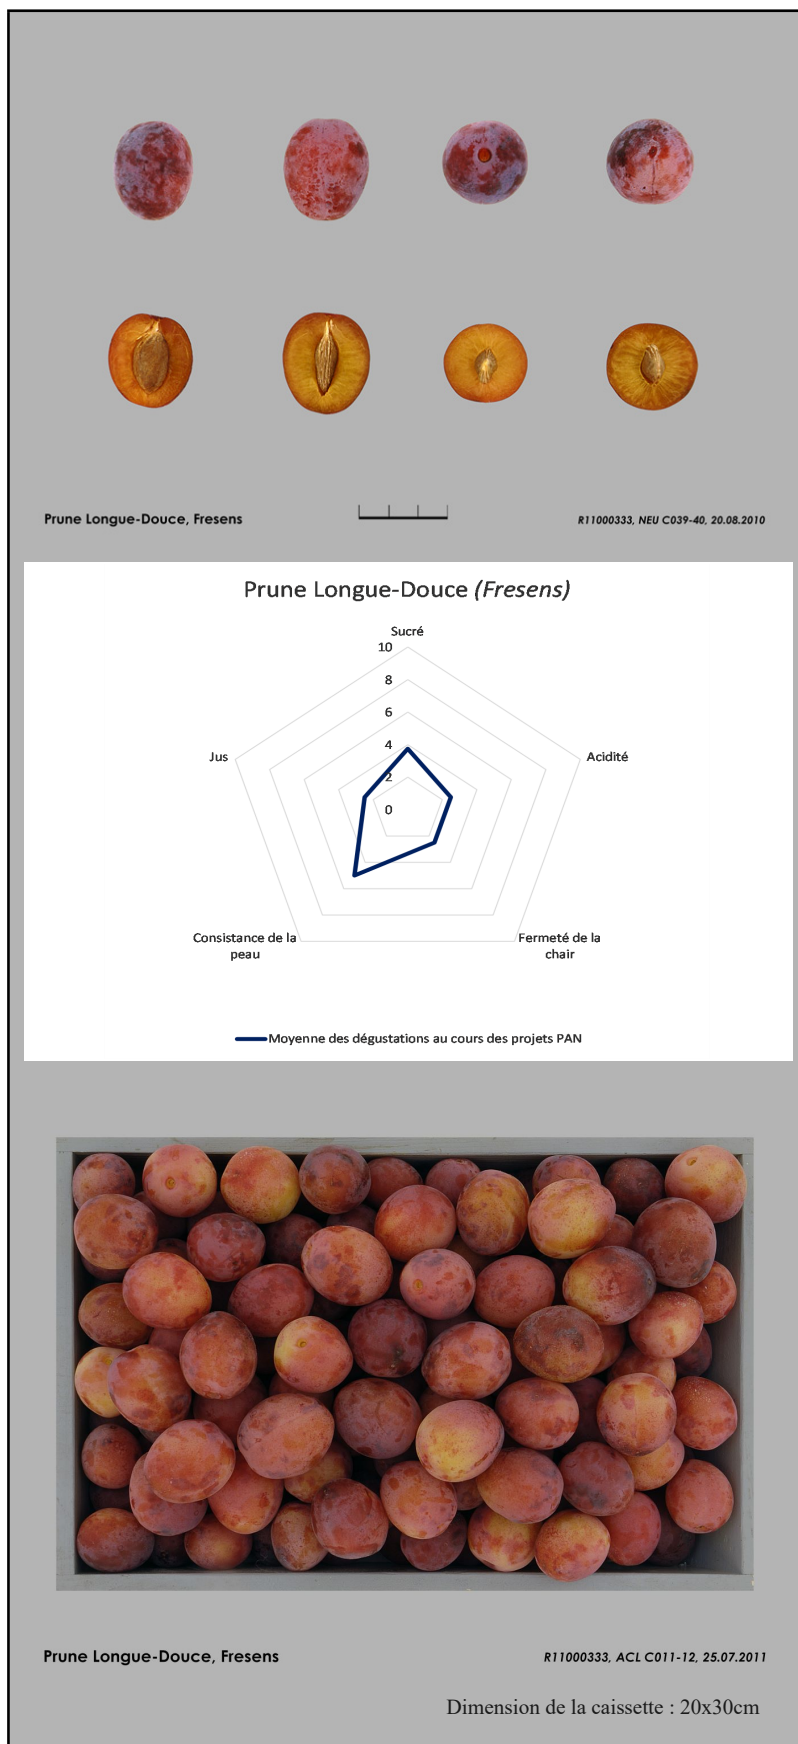 Prune Longue-Douce, Fresens
R11000333, NEU C039-40, 20.08.2010
Prune Longue-Douce (Fresens)
Sucré
10
8
6
4
2
0
Jus
Acidité
Consistance de la
peau
Fermeté de la
chair
Moyenne des dégustations au cours des projets PAN
Prune Longue-Douce, Fresens
R11000333, ACL C011-12, 25.07.2011
Dimension de la caissette : 20x30cm